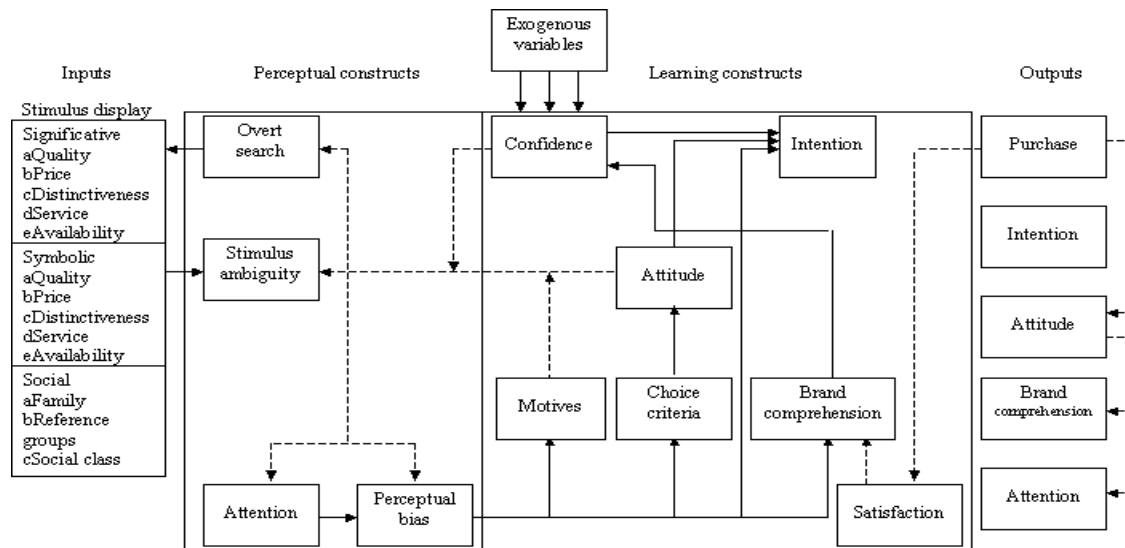 Exogenous
variables
Inputs
Perceptual constructs
Learning constructs
Outputs
Stimulus display
Significative
aQuality
bPrice
cDistinctiveness
dService
eAvailability
Symbolic
aQuality
bPrice
cDistinctiveness
dService
eAvailability
Social
aFamily
bReference
groups
cSocial class
Overt
search
Stimulus
ambiguity
Attention
Perceptual
bias
Confidence
Intention
Attitude
Motives
Choice
criteria
Brand
comprehension
Satisfaction
Purchase
Intention
Attitude
Brand
comprehension
Attention